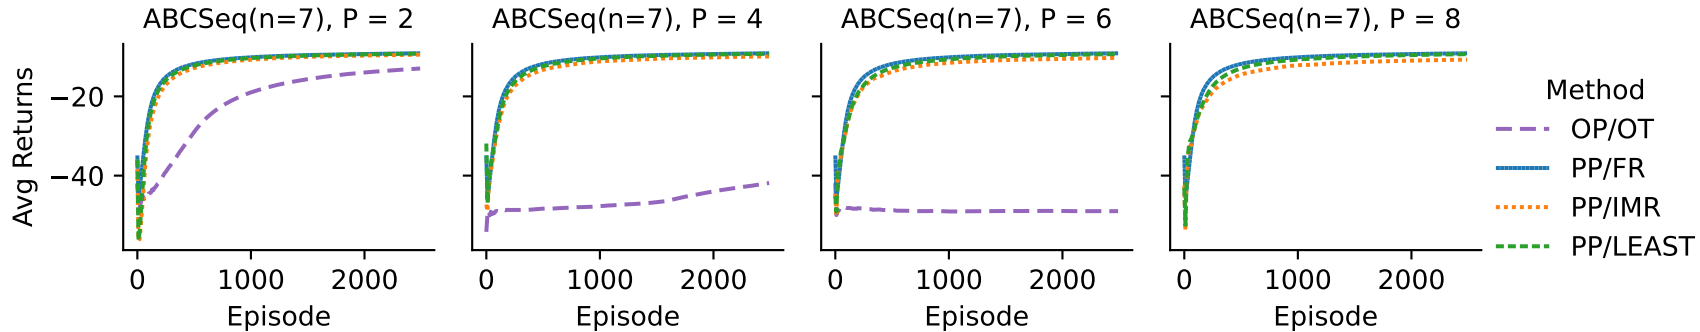 ABCSeq(n=7), P = 2
ABCSeq(n=7), P = 4
ABCSeq(n=7), P = 6
ABCSeq(n=7), P = 8
Avg Returns
−20
−40
0 1000 2000
0 1000 2000
0 1000 2000
0 1000 2000
Episode
Episode
Episode
Episode
Method
OP/OT
PP/FR
PP/IMR
PP/LEAST